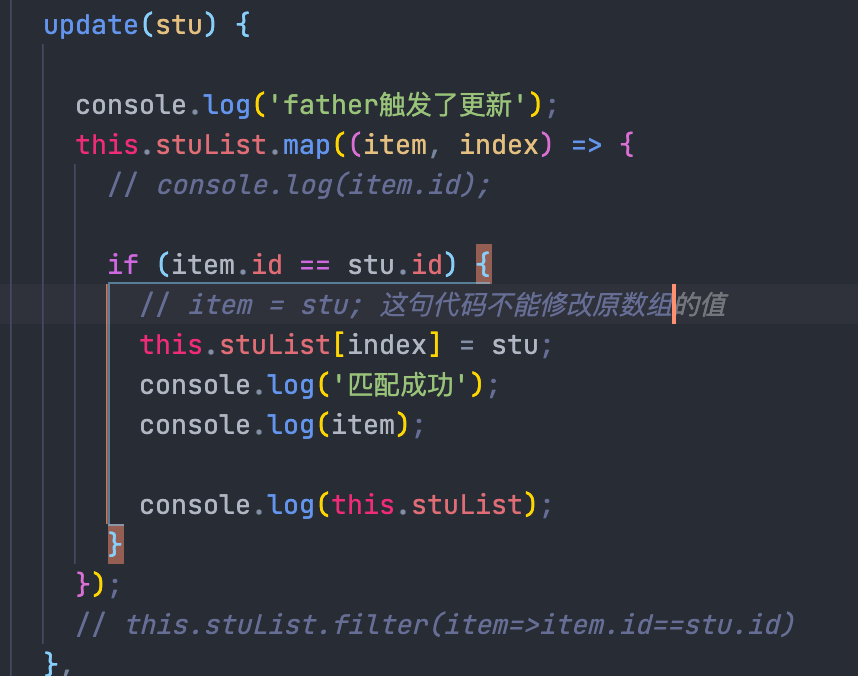 update(stu) {
console.log('father触发了更新');
this.stuList.map((item, index) => {
// console.log(item.id);
if (item.id == stu.id) {
// item = stu; 这句代码不能修改原数组的值
this.stuList[index] = stu;
console.log('匹配成功');
console.log(item);
console.log(this.stuList);
}
});
// this.stuList.filter(item=>item.id==stu.id)
},